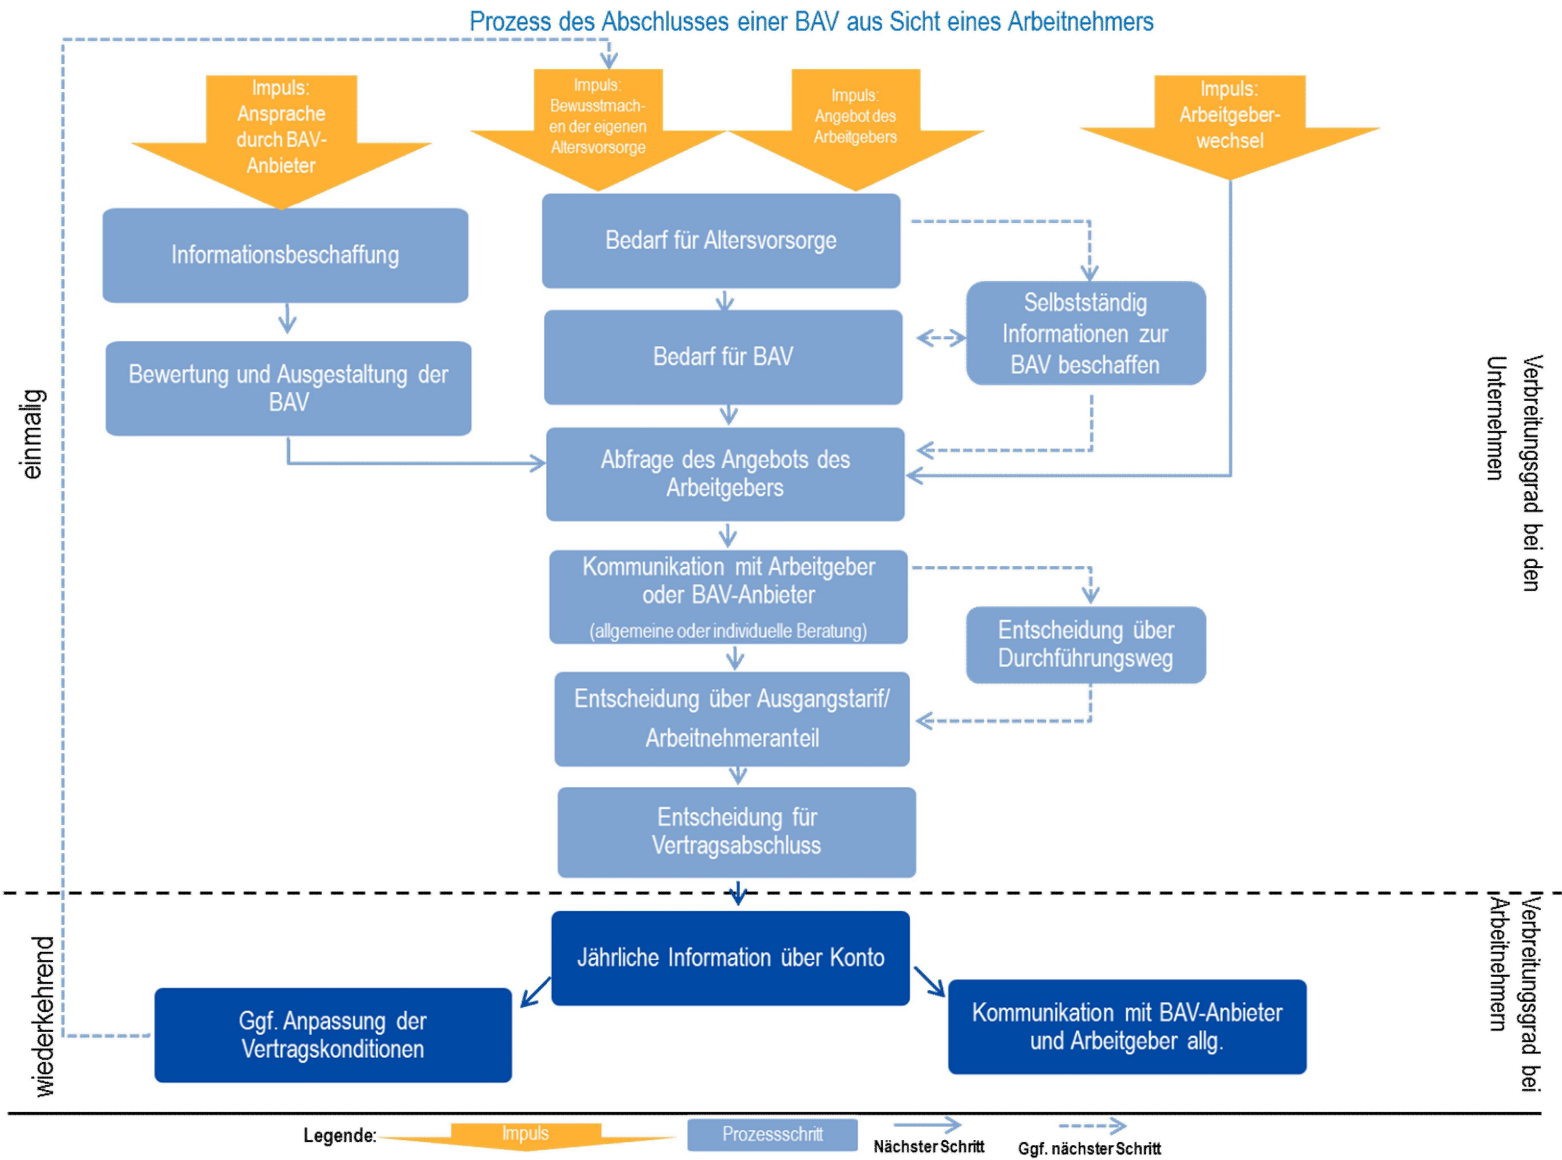 Prozess des Abschlusses einer BAV aus Sicht eines Arbeitnehmers
Impuls:
Ansprache
durch BAV-
Anbieter
Impuls:
Bewusstmach-
en der eigenen
Altersvorsorge
Impuls:
Angebot des
Arbeitgebers
Impuls:
Arbeitgeber-
wechsel
Informationsbeschaffung
Bewertung und Ausgestaltung der
BAV
Bedarf für Altersvorsorge
Bedarf für BAV
Selbstständig
Informationen zur
BAV beschaffen
Abfrage des Angebots des
Arbeitgebers
Kommunikation mit Arbeitgeber
oder BAV-Anbieter
(allgemeine oder individuelle Beratung)
Entscheidung über
Durchführungsweg
Entscheidung über Ausgangstarif/
Arbeitnehmeranteil
Entscheidung für
Vertragsabschluss
einmalig
Verbreitungsgrad bei den
Unternehmen
Jährliche Information über Konto
Ggf. Anpassung der
Vertragskonditionen
Kommunikation mit BAV-Anbieter
und Arbeitgeber allg.
wiederkehrend
Verbreitungsgrad bei
Arbeitnehmern
Legende:
Impuls
Prozessschritt
Nächster Schritt
Ggf. nächster Schritt